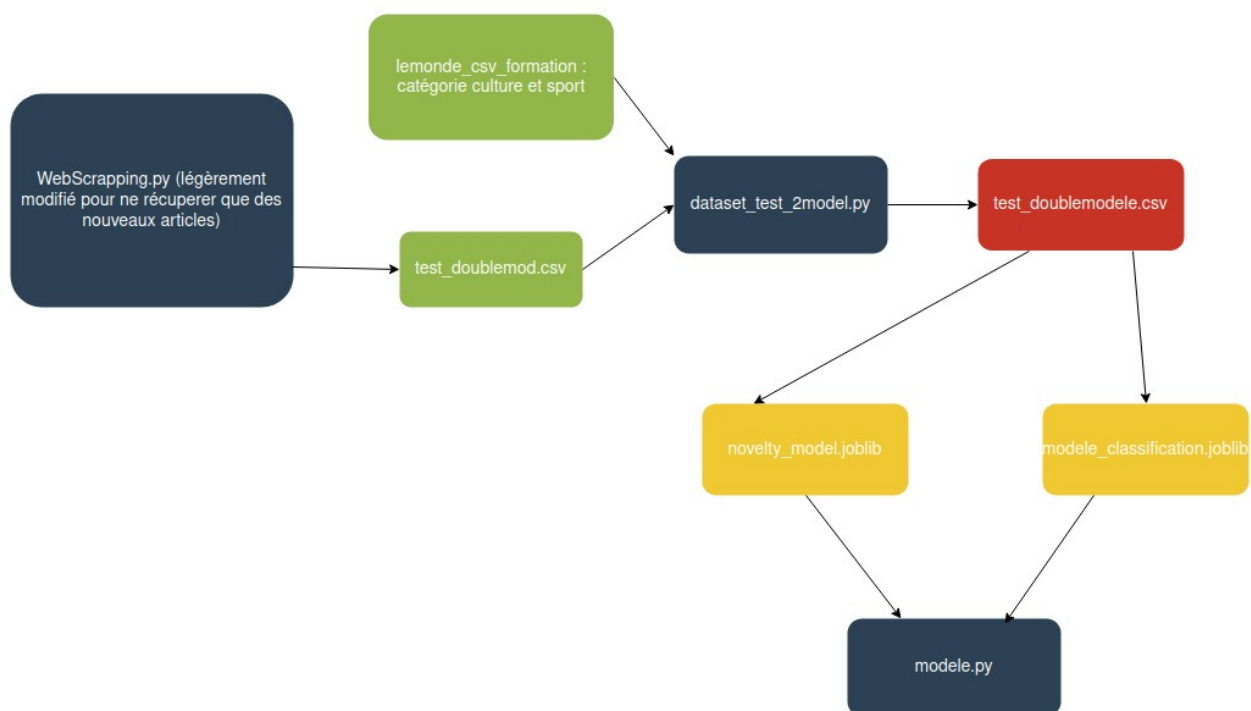 lemonde_csv_formation :
catégorie culture et sport
WebScrapping.py (légèrement
modifié pour ne récuperer que des
nouveaux articles)
dataset_test_2model.py
test_doublemodele.csv
test_doublemod.csv
novelty_model.joblib
modele_classification.joblib
modele.py